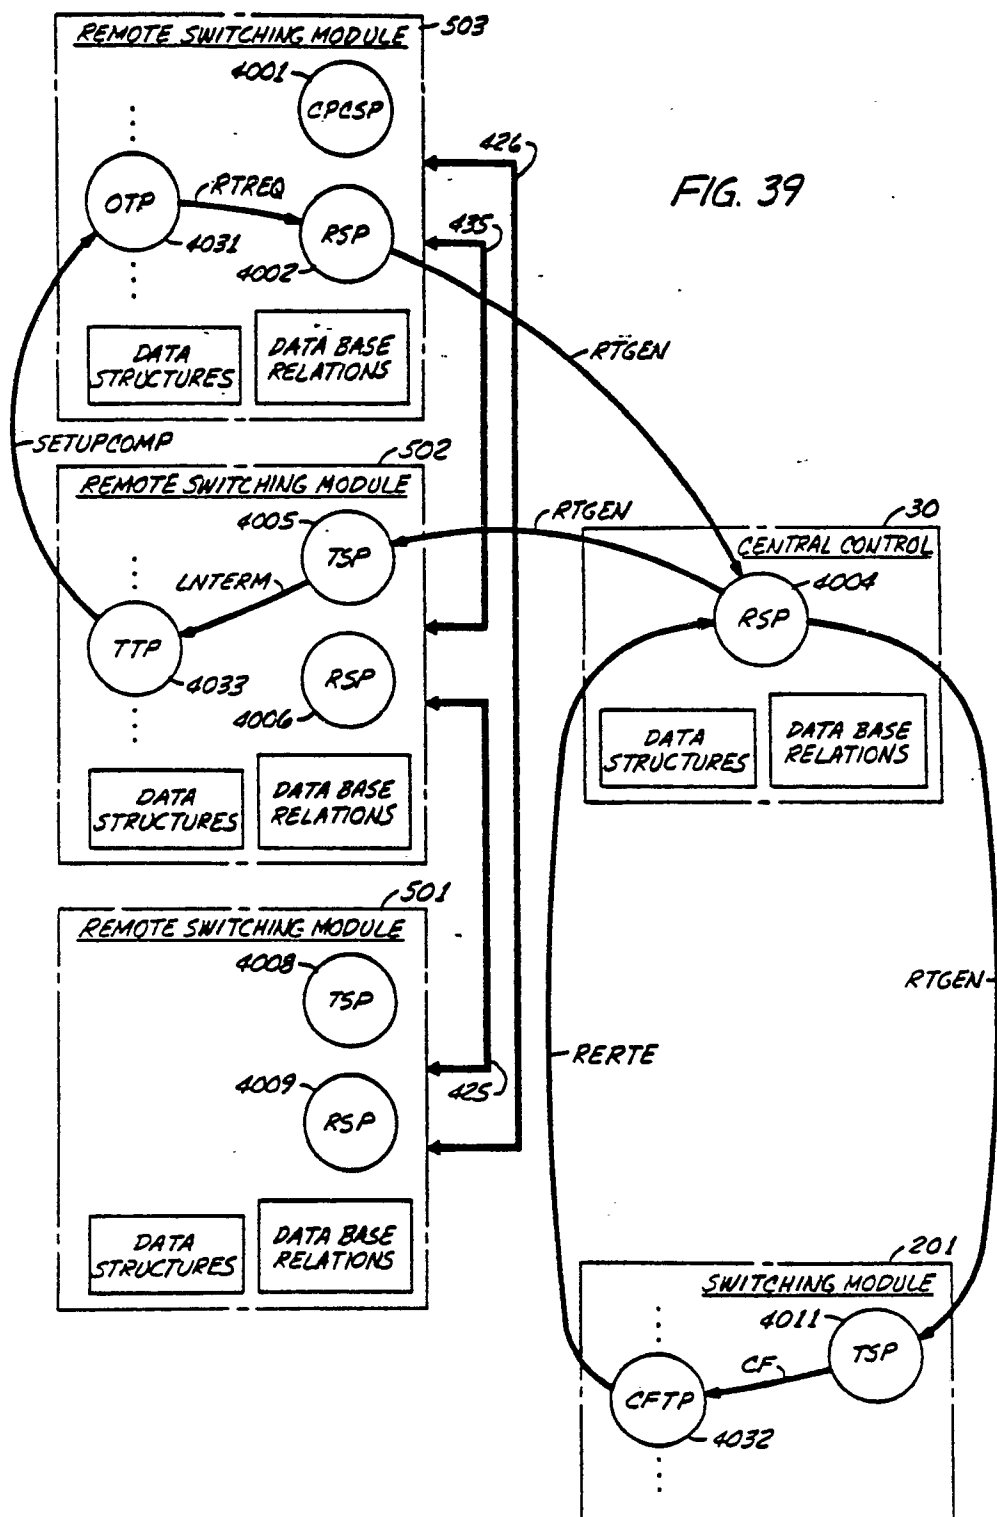 REMOTE SWITCHING MODULE
503
4001
CPCSP
OTP
RTREQ
RSP
4031
4002
DATA
STRUCTURES
DATA BASE
RELATIONS
426
435
FIG. 39
RTGEN
SETUPCOMP
502
REMOTE SWITCHING MODULE
4005
TSP
LNTERM
TTP
4033
RSP
4006
DATA
STRUCTURES
DATA BASE
RELATIONS
RTGEN
30
CENTRAL CONTROL
4004
RSP
DATA
STRUCTURES
DATA BASE
RELATIONS
501
REMOTE SWITCHING MODULE
4008
TSP
4009
RSP
425
DATA
STRUCTURES
DATA BASE
RELATIONS
RERTE
RTGEN
201
SWITCHING MODULE
4011
TSP
CF
CFTP
4032